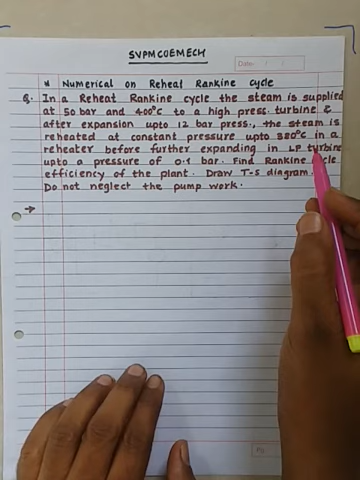 SVPMCOEMECH
Date: / /
* Numerical on Reheat Rankine cycle
Q. In a Reheat Rankine cycle the steam is supplied
at 50 bar and 400°C to a high press. turbine &
after expansion upto 12 bar press., the steam is
reheated at constant pressure upto 380°C in a
reheater before further expanding in LP turbine
upto a pressure of 0.1 bar. Find Rankine cycle
efficiency of the plant. Draw T-S diagram.
Do not neglect the pump work.
→
Pg